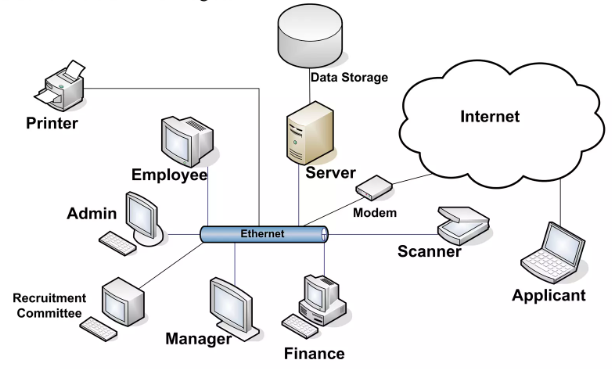 Data Storage
Printer
Internet
Employee
Server
Modem
Admin
Ethernet
Scanner
Applicant
Recruitment
Committee
Manager
Finance